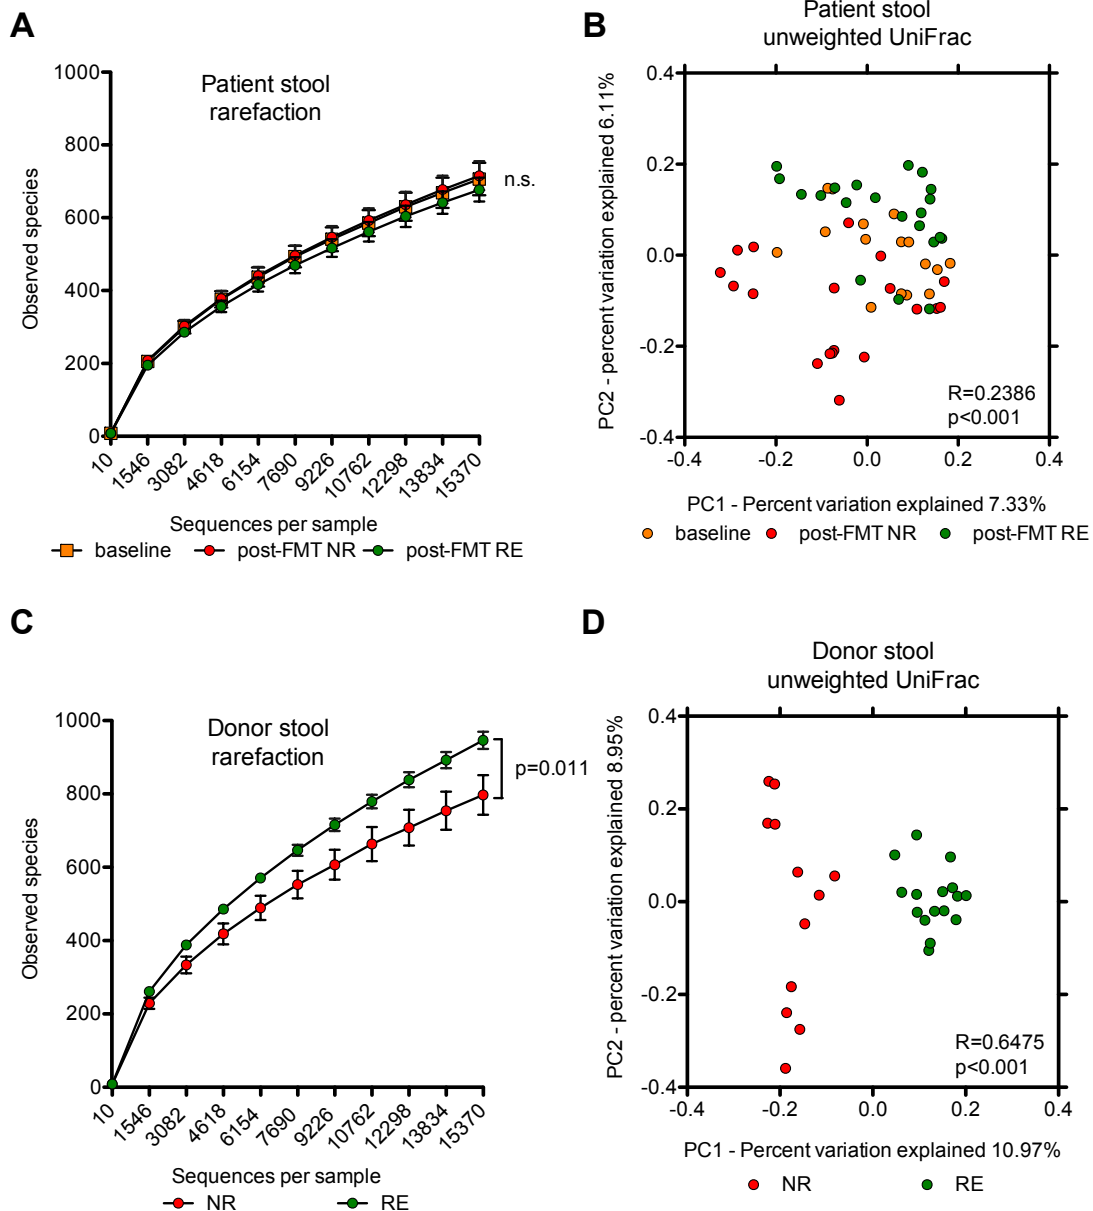 A
Patient stool
rarefaction
Observed species
1000
800
600
400
200
0
n.s.
10
1546
3082
4618
6154
7690
9226
10762
12298
13834
15370
Sequences per sample
baseline
post-FMT NR
post-FMT RE
B
Patient stool
unweighted UniFrac
PC2 - percent variation explained 6.11%
0.4
0.2
0.0
-0.2
-0.4
R=0.2386
p<0.001
-0.4
-0.2
0.0
0.2
0.4
PC1 - Percent variation explained 7.33%
baseline
post-FMT NR
post-FMT RE
C
Donor stool
rarefaction
Observed species
1000
800
600
400
200
0
p=0.011
10
1546
3082
4618
6154
7690
9226
10762
12298
13834
15370
Sequences per sample
NR
RE
D
Donor stool
unweighted UniFrac
PC2 - percent variation explained 8.95%
0.4
0.2
0.0
-0.2
-0.4
R=0.6475
p<0.001
-0.4
-0.2
0.0
0.2
0.4
PC1 - Percent variation explained 10.97%
NR
RE